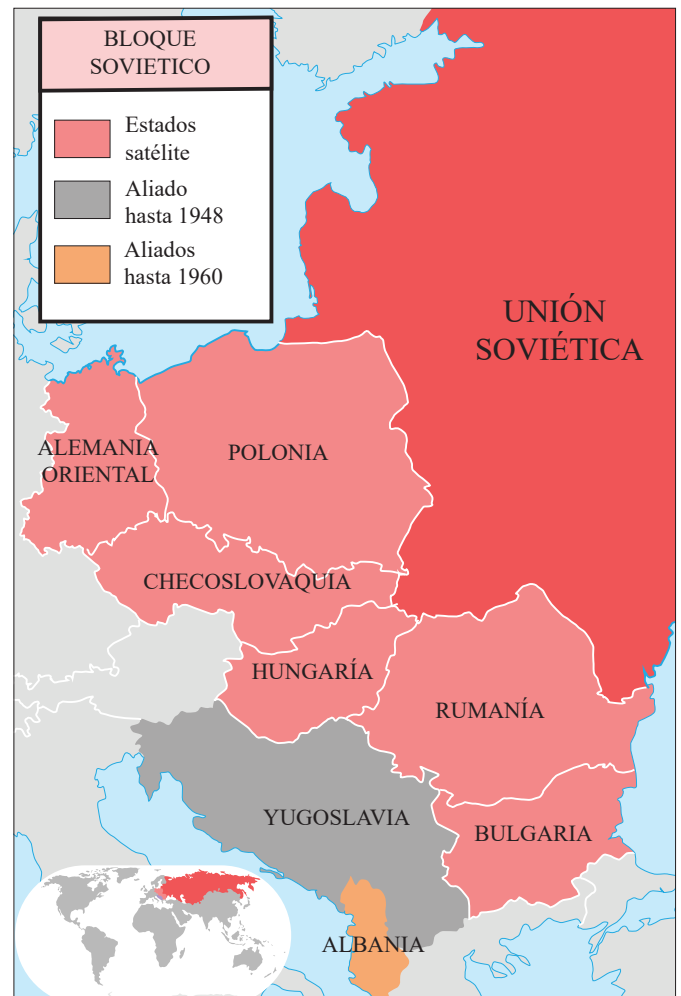 BLOQUE
SOVIETICO
Estados
satélite
Aliado
hasta 1948
Aliados
hasta 1960
UNIÓN
SOVIÉTICA
ALEMANIA
ORIENTAL
POLONIA
CHECOSLOVAQUIA
HUNGARÍA
RUMANÍA
YUGOSLAVIA
BULGARIA
ALBANIA